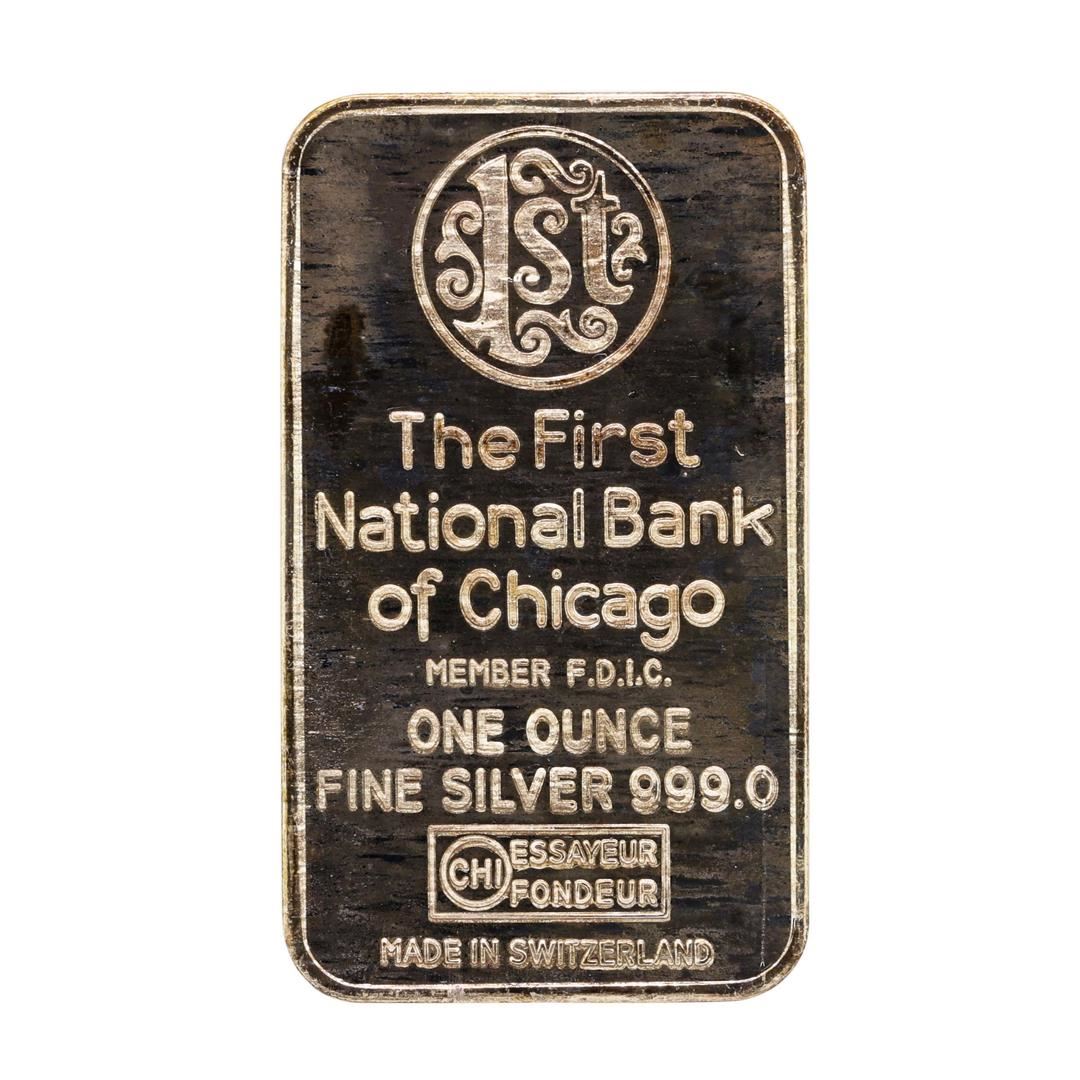 1st
The First
National Bank
of Chicago
MEMBER F.D.I.C.
ONE OUNCE
FINE SILVER 999.0
CHI ESSAYEUR
FONDEUR
MADE IN SWITZERLAND